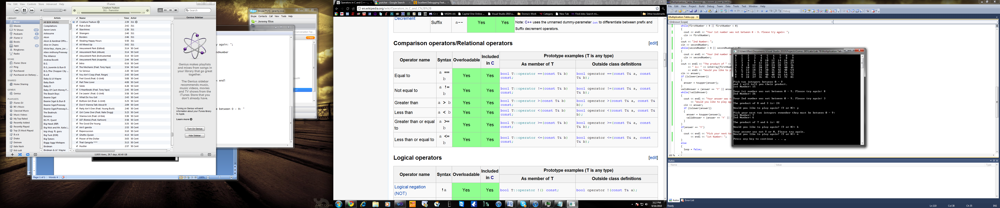 File Edit View Controls Store Advanced Help
iTunes
Creature Feature
311 - Transistor
2:11
2:39
Search
LIBRARY
Music
Movies
TV Shows 147
Podcasts 5
iTunes U
Books
Apps
Ringtones
Radio
STORE
iTunes Store
Ping
Purchased
Purchased on Stefany'...
SHARED
Home Sharing
GENIUS
Genius
PLAYLISTS
iTunes DJ
90's Music
Classical Music
Music Videos
My Top Rated
Recently Added
Recently Played
Top 25 Most Played
B.o.b
Drake
Eminem
Kate Nash
Kid cudi
Artists
All (624 Artists)
Compilations
Aaron Lewis
Airbourne
Akon
Akon & Kardinal Offis...
Alice in Chains
Alicia Keys, shyne, joe ...
Allen Anthony/Freeway
The Alliance
Andrea Bocelli
B.G.
B.G./Juvenile & Bun B
B.G./The Chopper City ...
B.o.B
Baby & Lil Wayne
Baby Bash
Baby D
Baby Of Cash Money F...
The Beach Boys
Beanie Sigel
Beanie Sigel & Bun B
Beanie Sigel/Freeway
Beanie Sigel/Freeway/J...
The Beatnuts
Benzino
BG Ft. Quest
Big Hawk (RIP)
Big Nick and Mr. Kaila (...
big shug ft. guru
Big Tuck (DSR)
Big Tymers
Biggy Jiggy Mixtapes
Birdman
Birdman & Lil' Wayne
Name Time Artist
Creature Feature 2:39 311
Rub a Dub 2:42 311
Starshines 2:38 311
Strangers 2:40 311
Borders 2:46 311
Stealing Happy Hours 5:50 311
All Mixed Up 3:02 311
Amusement Park (Edited) 3:14 50 Cent
Amusement Park (Album) 3:14 50 Cent
Amusement Park (Instrumental) 3:14 50 Cent
Amusement Park (Acapella) 2:44 50 Cent
Intro 0:16 50 Cent
The Mechanic (Feat. Tony Yayo) 3:54 50 Cent
So Serious 2:20 50 Cent
You Ain't Crazy (Feat. Reign) 2:43 50 Cent
Feel Good (Feat. G-Unit) 5:08 50 Cent
Part Time Lover 4:08 50 Cent
Smile 4:28 50 Cent
5 Heartbeats (Feat. Tony Yayo) 2:45 50 Cent
I'm Leavin' (Feat. G-Unit) 3:58 50 Cent
What Do You Got 2:43 50 Cent
Bottom Girl (Feat. G-Unit) 3:25 50 Cent
Don't Wanna Talk About It 2:09 50 Cent
Party Ain't Over (Feat. Young Buck) 2:40 50 Cent
Girl Come Over (Feat. Nate Dogg) 3:23 50 Cent
Wanna Lick (Feat. Lil Kim) 3:38 50 Cent
187 (Remix) (Feat. Kartoon) 3:58 50 Cent
The Good Die Young 3:35 50 Cent
Ain't gansta 2:53 50 Cent
Repercussion 3:10 50 Cent
Ghetto Quran 4:13 50 Cent
Power of the Dollar 3:03 50 Cent
That Gangsta **** 3:13 50 Cent
Hustler 2:57 50 Cent
Genius Sidebar
Genius makes playlists
and mixes from songs in
your library that go great
together.
The Genius sidebar
recommends music,
music videos, movies
and TV shows from the
iTunes Store that you
don't already have.
Turning on Genius will send
information about your iTunes library
to Apple.
Learn more
Turn On Genius
Hide Sidebar
11935 items, 29.7 days, 60.40 GB
Page: 1 of 1 Words: 4
100%
Skype™ [1] - jeremy-rios
Skype Contacts Call View Tools Help
Jeremy Rios
Conversation Top...
1 new
y again: ";
ndNumber
< endl
e between 0 - 9: "
ART.com
Operators in C and C++ -...
putchar - Google Search
Excellent Debugging Feat...
en.wikipedia.org/wiki/Operators_in_C_and_C%2B%2B
C++ MSDN-AA Capital One Online ... Visual Studio 2010 a... Donna's Work Category New Tab Find Jobs: Search mi... Other bookmarks
Decrement
Suffix a-- Yes Yes
Note: C++ uses the unnamed dummy-parameter int to differentiate between prefix and
Suffix decrement operators.
Comparison operators/Relational operators [edit]
Operator name Syntax Overloadable Included in C Prototype examples (T is any type)
As member of T Outside class definitions
Equal to a == b Yes Yes bool T::operator ==(const T& b) const; bool operator ==(const T& a, const T& b);
Not equal to a != b Yes Yes bool T::operator !=(const T& b) const; bool operator !=(const T& a, const T& b);
Greater than a > b Yes Yes bool T::operator >(const T& b) const; bool operator >(const T& a, const T& b);
Less than a < b Yes Yes bool T::operator <(const T& b) const; bool operator <(const T& a, const T& b);
Greater than or equal to a >= b Yes Yes bool T::operator >=(const T& b) const; bool operator >=(const T& a, const T& b);
Less than or equal to a <= b Yes Yes bool T::operator <=(const T& b) const; bool operator <=(const T& a, const T& b);
Logical operators [edit]
Operator name Syntax Overloadable Included in C Prototype examples (T is any type)
As member of T Outside class definitions
Logical negation (NOT) !a Yes Yes bool T::operator !() const; bool operator !(const T& a);
3:12 PM
9/16/2010
Multiplication Table (Running) - Microsoft Visual Studio
File Edit View Project Build Debug Team Data Tools Test Architecture Window Help
Debug
Multiplication Table.cpp
(Unknown Scope)
while(firstNumber > 9 || firstNumber < 0)
{
cout << endl << "Your 1st number was not between 0 - 9. Please try again: ";
cin >> firstNumber;
}
cout << "2nd Number: ";
cin >> secondNumber;
while(secondNumber > 9 || secondNumber < 0)
{
cout << endl << "Your 2nd number w
cin >> secondNumber;
}
cout << endl << "The product of "
<< " is: " << intArray[firstNum
<< endl << "Would you like to pl
cin >> answer;
if (islower(answer))
{
answer = toupper(answer);
}
validAnswer = (answer == 'Y' || answ
while(!validAnswer)
{
cout << endl << "Your answer was no
<< "Would you like to play aga
cin >> answer;
if (islower(answer))
{
answer = toupper(answer);
validAnswer = (answer == 'Y' ||
}
}
if(answer == 'Y')
{
cout << endl << "Pick your next tw
<< endl << "1st Number: ";
}
else
{
loop = false;
}
100 %
C:\Users\Rios\Documents\Visual Studio 2010\Projects\Comsc 265\Labs\Lab 7B\Multiplication Tab...
0 1 2 3 4 5 6 7 8 9
1 1 2 3 4 5 6 7 8 9
2 2 4 6 8 10 12 14 16 18
3 3 6 9 12 15 18 21 24 27
4 4 8 12 16 20 24 28 32 36
5 5 10 15 20 25 30 35 40 45
6 6 12 18 24 30 36 42 48 54
7 7 14 21 28 35 42 49 56 63
8 8 16 24 32 40 48 56 64 72
9 9 18 27 36 45 54 63 72 81
Pick two integers between 0 - 9
and i will tell you their product.
1st Number: 15
Your 1st number was not between 0 - 9. Please try again: 8
2nd Number: 26
Your 2nd number was not between 0 - 9. Please try again: 3
The product of 8 and 3 is: 24
Would you like to play again? (Y or N): y
Pick your next two integers remember they must be between 0 - 9:
1st Number: 7
2nd Number: 6
The product of 7 and 6 is: 42
Would you like to play again? (Y or N): k
Your answer was not Y or N. Please try again.
Would you like to play again? (Y or N): n
Press any key to continue . . . _
Autos
Name Value Type
Autos Error List
Ready Ln 110 Col 38 Ch 35 INS